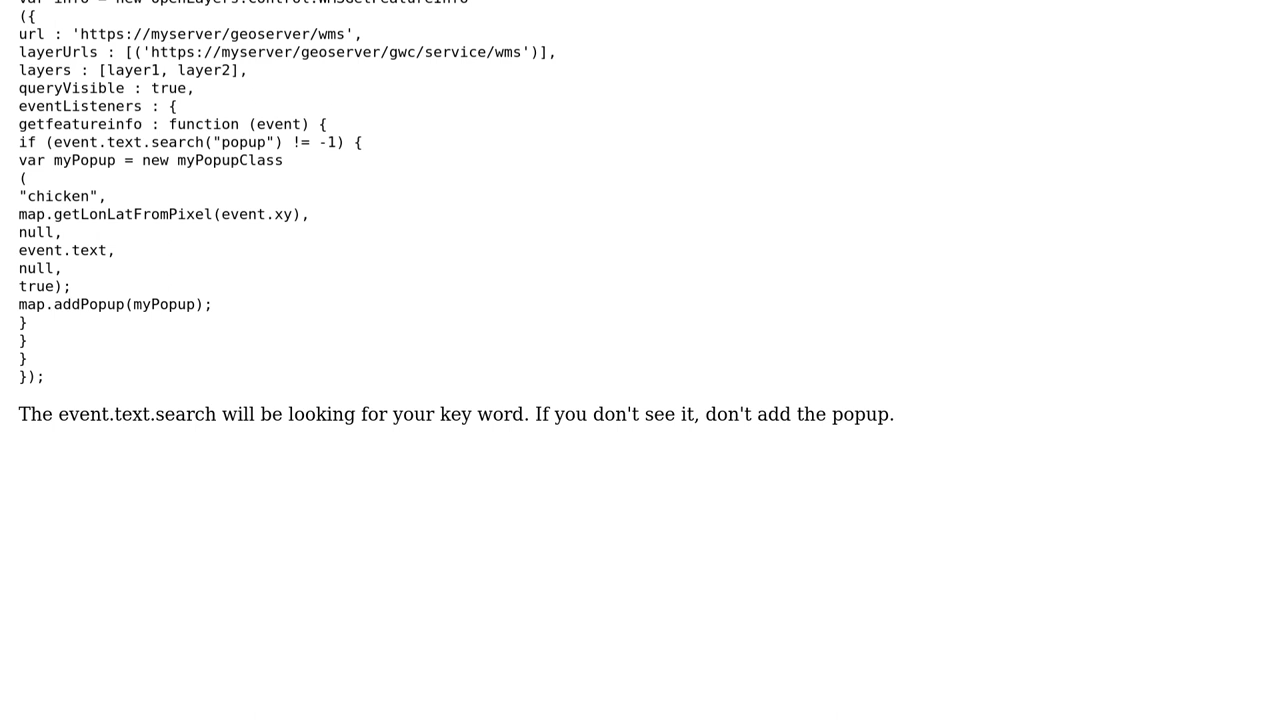 ({
url : 'https://myserver/geoserver/wms',
layerUrls : [('https://myserver/geoserver/gwc/service/wms')],
layers : [layer1, layer2],
queryVisible : true,
eventListeners : {
getfeatureinfo : function (event) {
if (event.text.search("popup") != -1) {
var myPopup = new myPopupClass
(
"chicken",
map.getLonLatFromPixel(event.xy),
null,
event.text,
null,
true);
map.addPopup(myPopup);
}
}
}
});
The event.text.search will be looking for your key word. If you don't see it, don't add the popup.